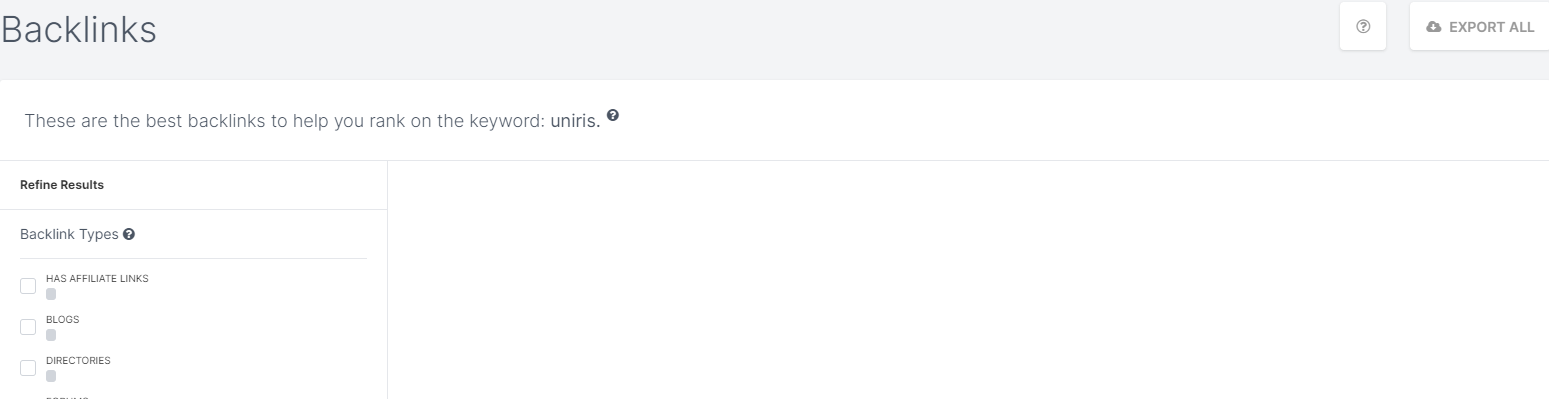 Backlinks
EXPORT ALL
These are the best backlinks to help you rank on the keyword: uniris.
Refine Results
Backlink Types
HAS AFFILIATE LINKS
BLOGS
DIRECTORIES